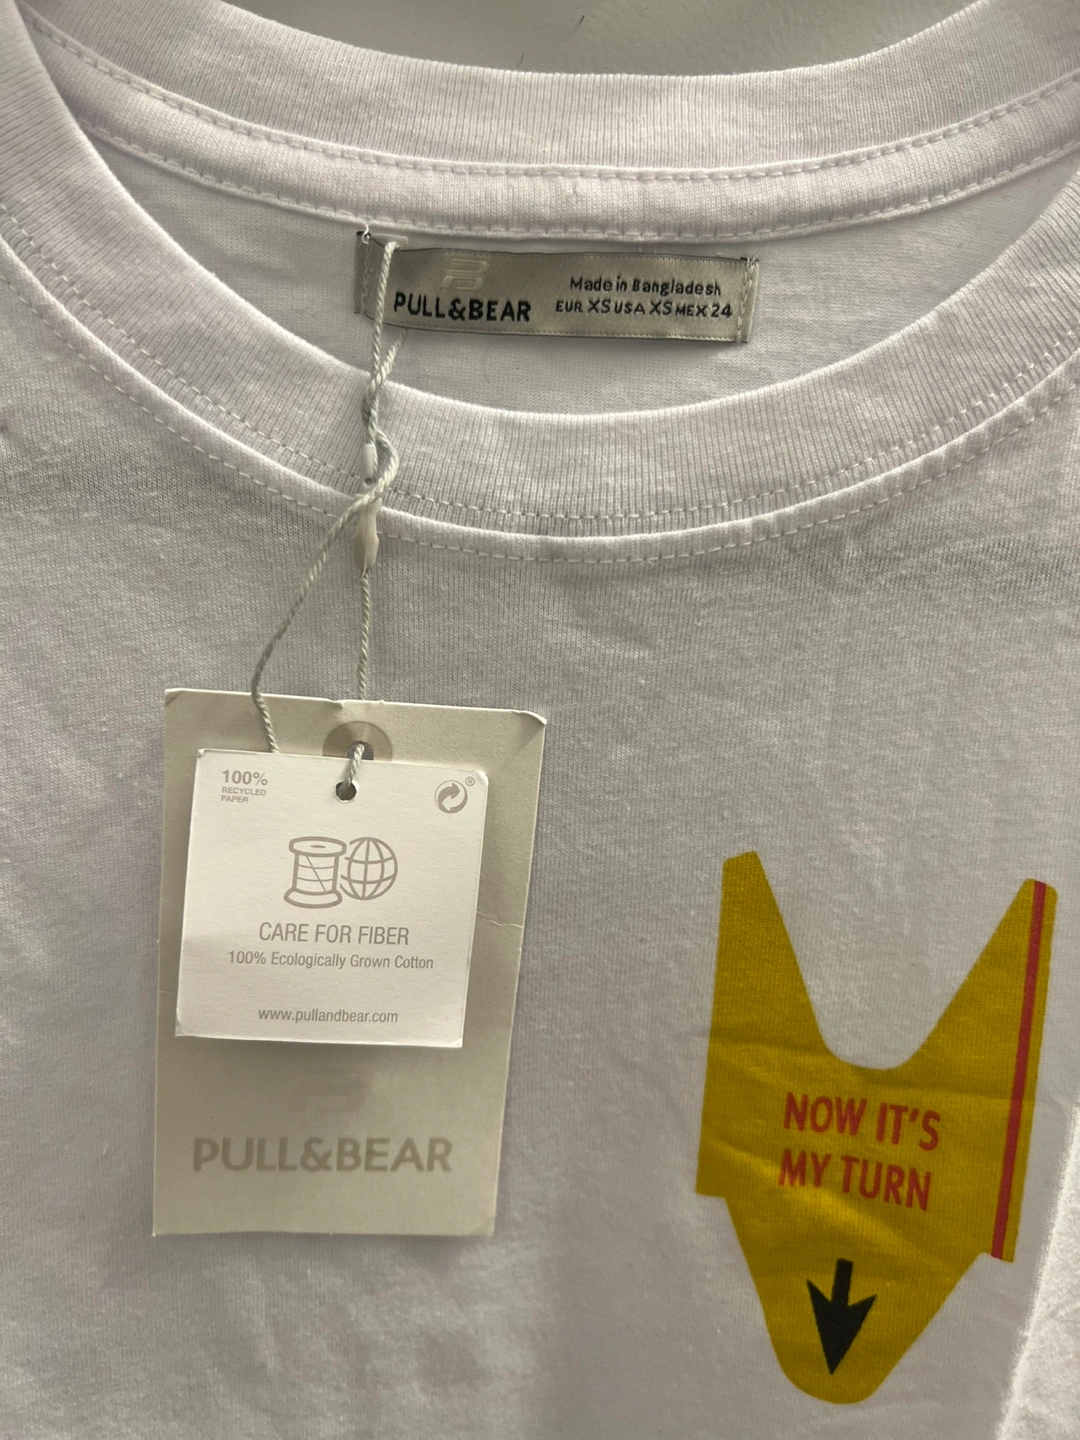 PULL&BEAR
Made in Bangladesh
EUR XS USA XS MEX 24
100%
RECYCLED
PAPER
®
CARE FOR FIBER
100% Ecologically Grown Cotton
www.pullandbear.com
PULL&BEAR
NOW IT'S
MY TURN